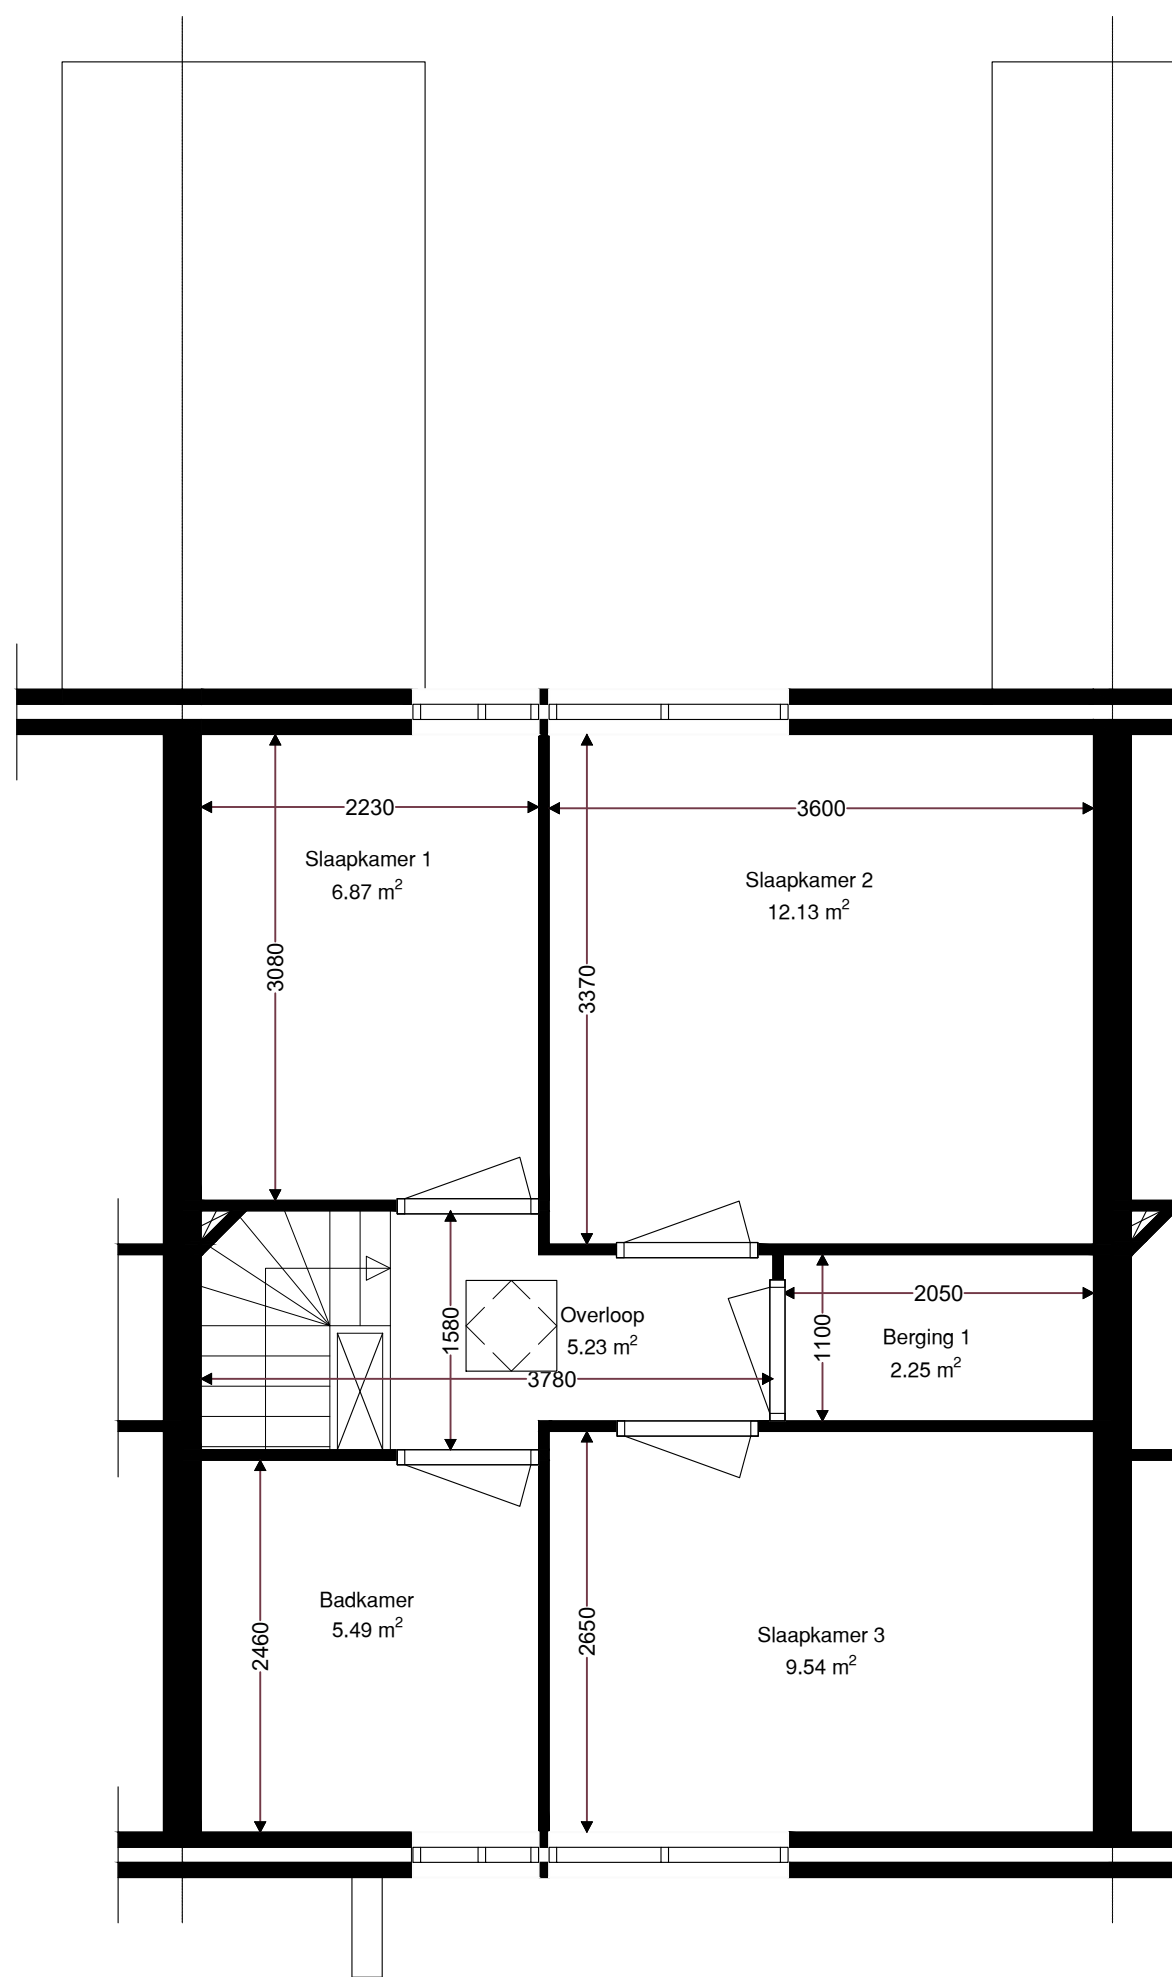 2230
3600
Slaapkamer 1
6.87 m²
Slaapkamer 2
12.13 m²
3080
3370
2050
Overloop
5.23 m²
1580
1100
Berging 1
2.25 m²
3780
Badkamer
5.49 m²
2460
2650
Slaapkamer 3
9.54 m²